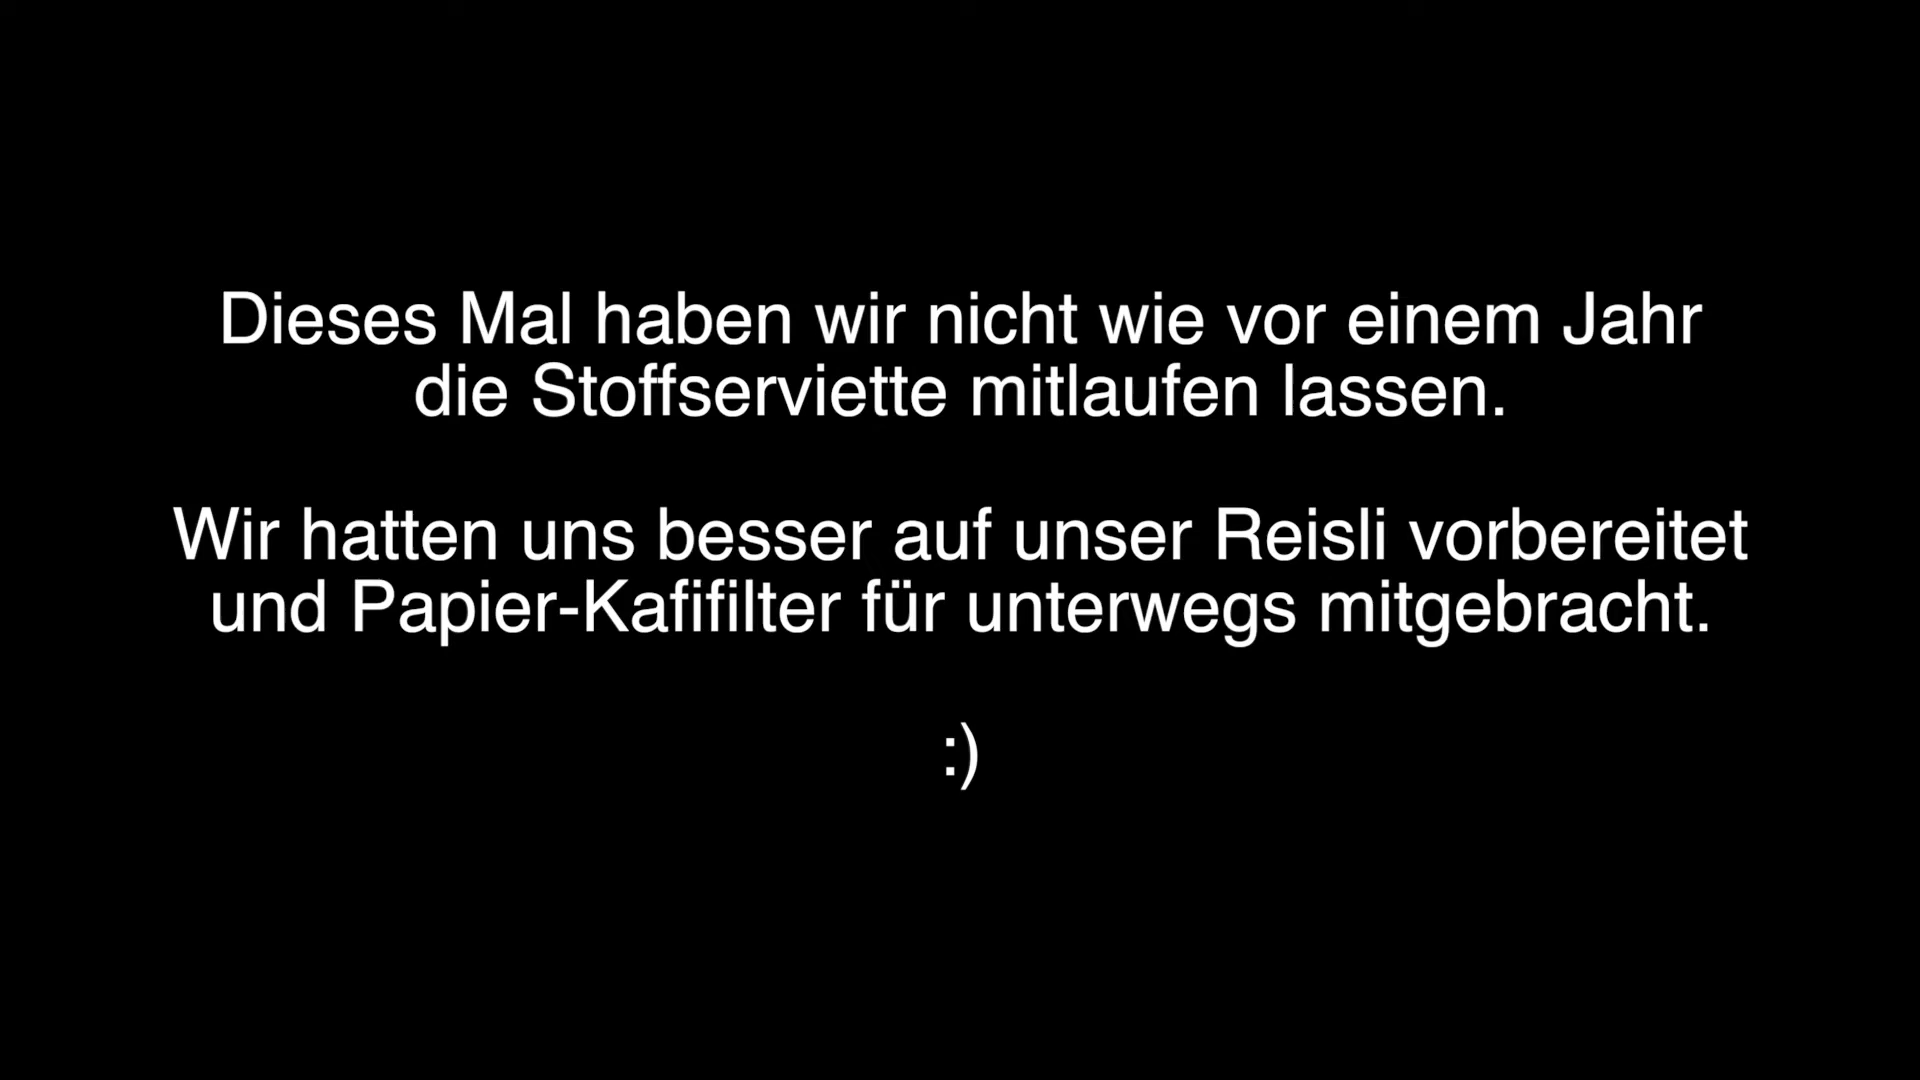 Dieses Mal haben wir nicht wie vor einem Jahr
die Stoffserviette mitlaufen lassen.
Wir hatten uns besser auf unser Reisli vorbereitet
und Papier-Kafifilter für unterwegs mitgebracht.
:)